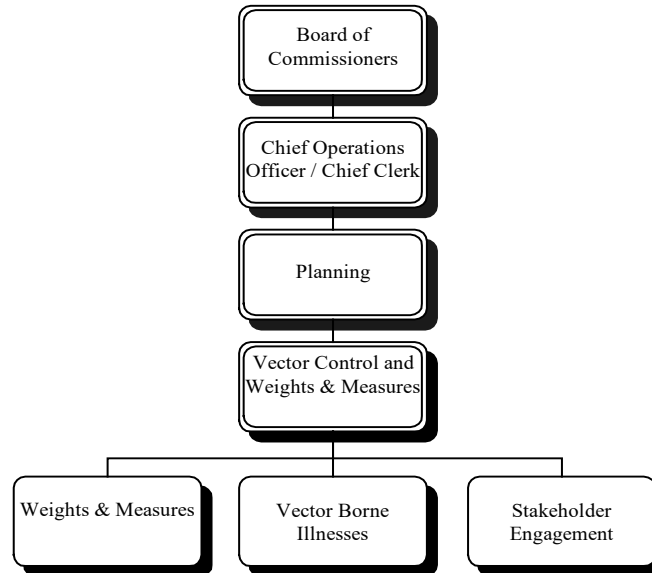 Board of
Commissioners
Chief Operations
Officer / Chief Clerk
Planning
Vector Control and
Weights & Measures
Weights & Measures
Vector Borne
Illnesses
Stakeholder
Engagement